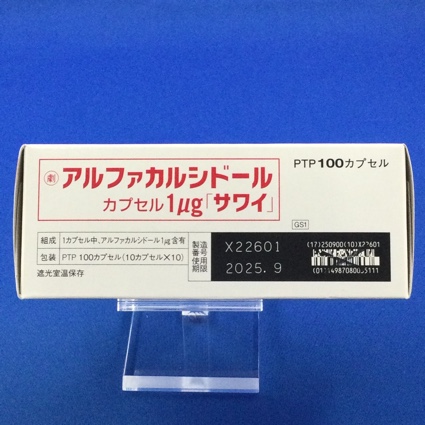 劇 アルファカルシドール
カプセル1μg「サワイ」
PTP 100カプセル
GS1
組成 1カプセル中、アルファカルシドール1μg含有
包装 PTP 100カプセル(10カプセル×10)
遮光室温保存
製造番号 X22601
使用期限 2025.9
(17)250900(10)X22601